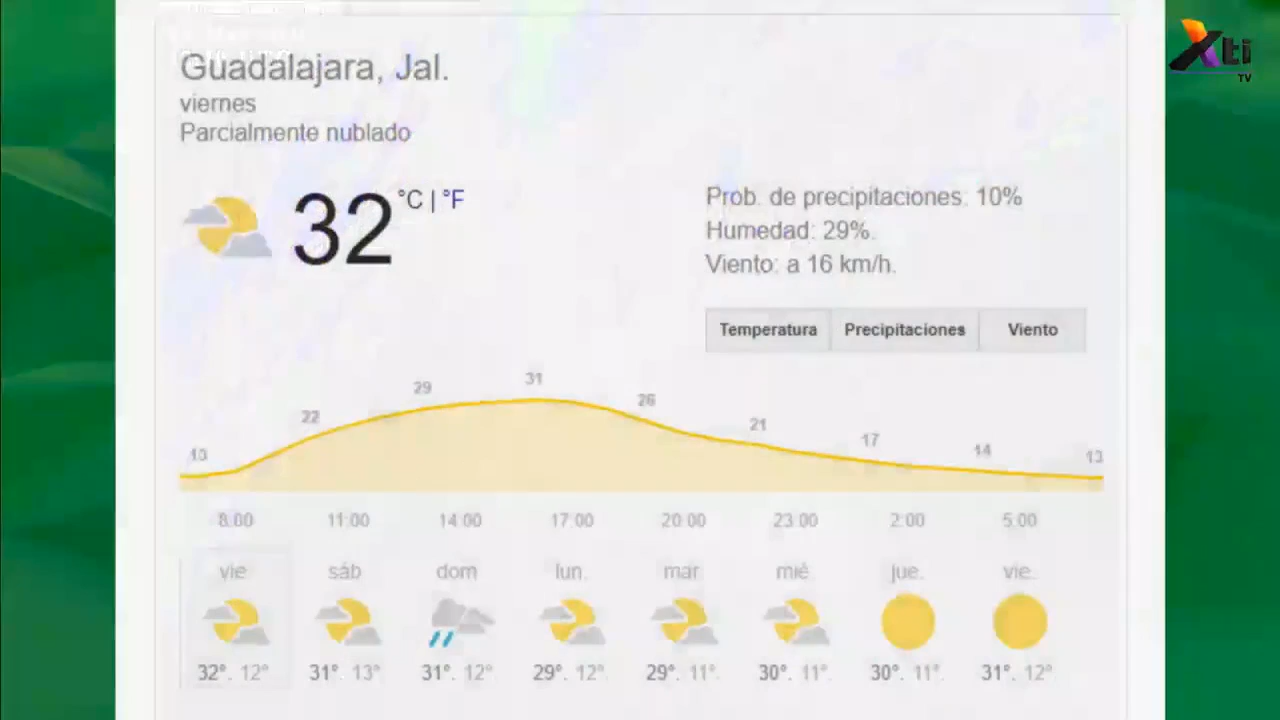 Guadalajara, Jal.
viernes
Parcialmente nublado
32 °C | °F
Prob. de precipitaciones: 10%
Humedad: 29%.
Viento: a 16 km/h.
Temperatura Precipitaciones Viento
13 22 29 31 26 21 17 14 13
8:00 11:00 14:00 17:00 20:00 23:00 2:00 5:00
vie. sáb dom lun. mar mié jue. vie.
32°. 12°. 31°. 13°. 31°. 12°. 29°. 12°. 29°. 11°. 30°. 11°. 30°. 11°. 31°. 12°.
Xti
TV